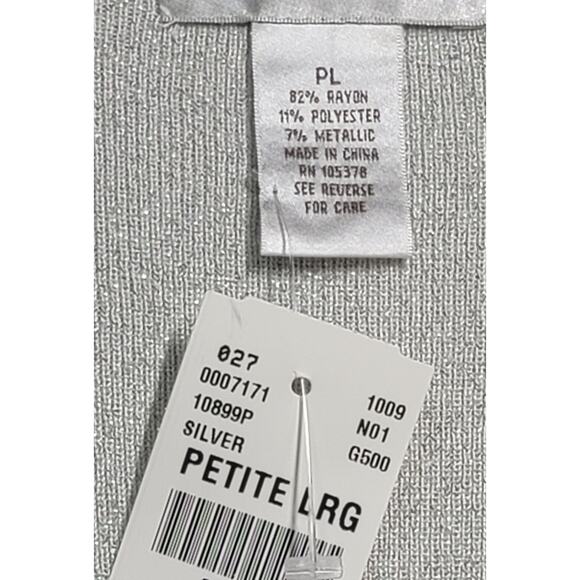 PL
82% RAYON
11% POLYESTER
7% METALLIC
MADE IN CHINA
RN 105378
SEE REVERSE
FOR CARE
027
0007171
10899P
SILVER
1009
N01
G500
PETITE LRG